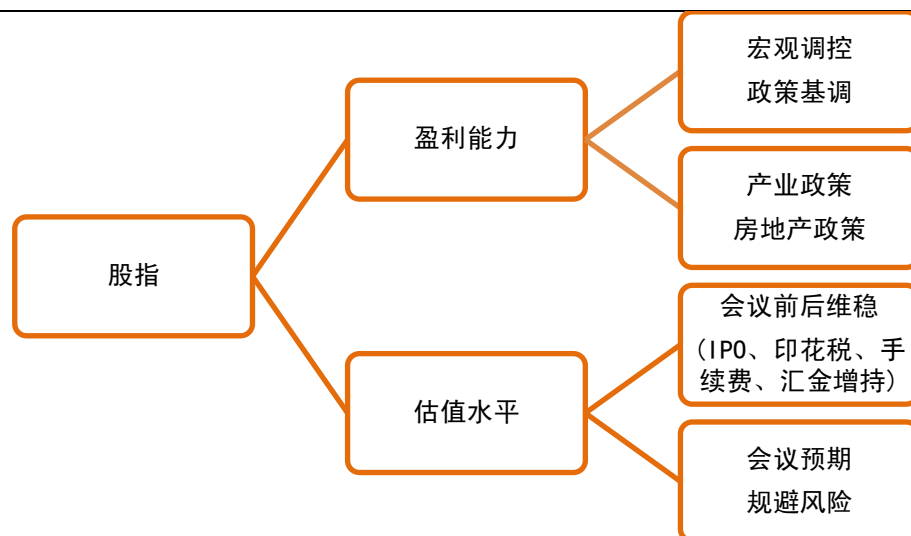 宏观调控
政策基调
盈利能力
产业政策
房地产政策
股指
会议前后维稳
(IPO、印花税、手
续费、汇金增持)
估值水平
会议预期
规避风险